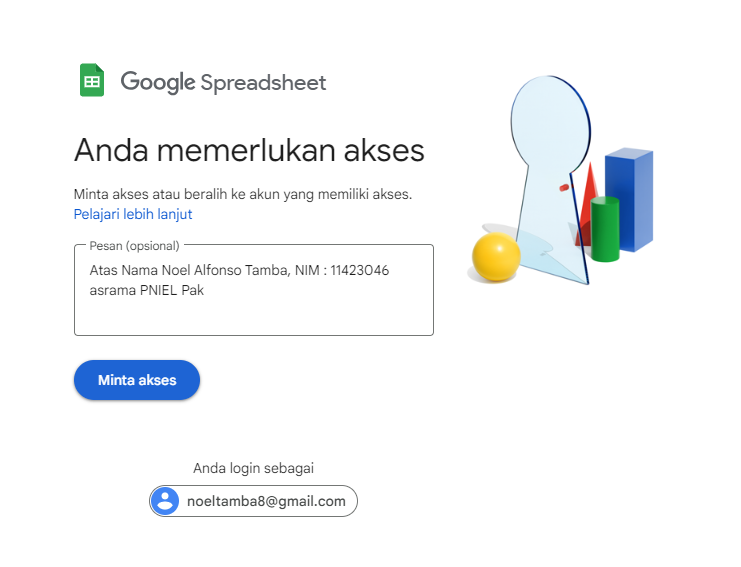 Google Spreadsheet
Anda memerlukan akses
Minta akses atau beralih ke akun yang memiliki akses.
Pelajari lebih lanjut
Pesan (opsional)
Atas Nama Noel Alfonso Tamba, NIM : 11423046
asrama PNIEL Pak
Minta akses
Anda login sebagai
noeltamba8@gmail.com